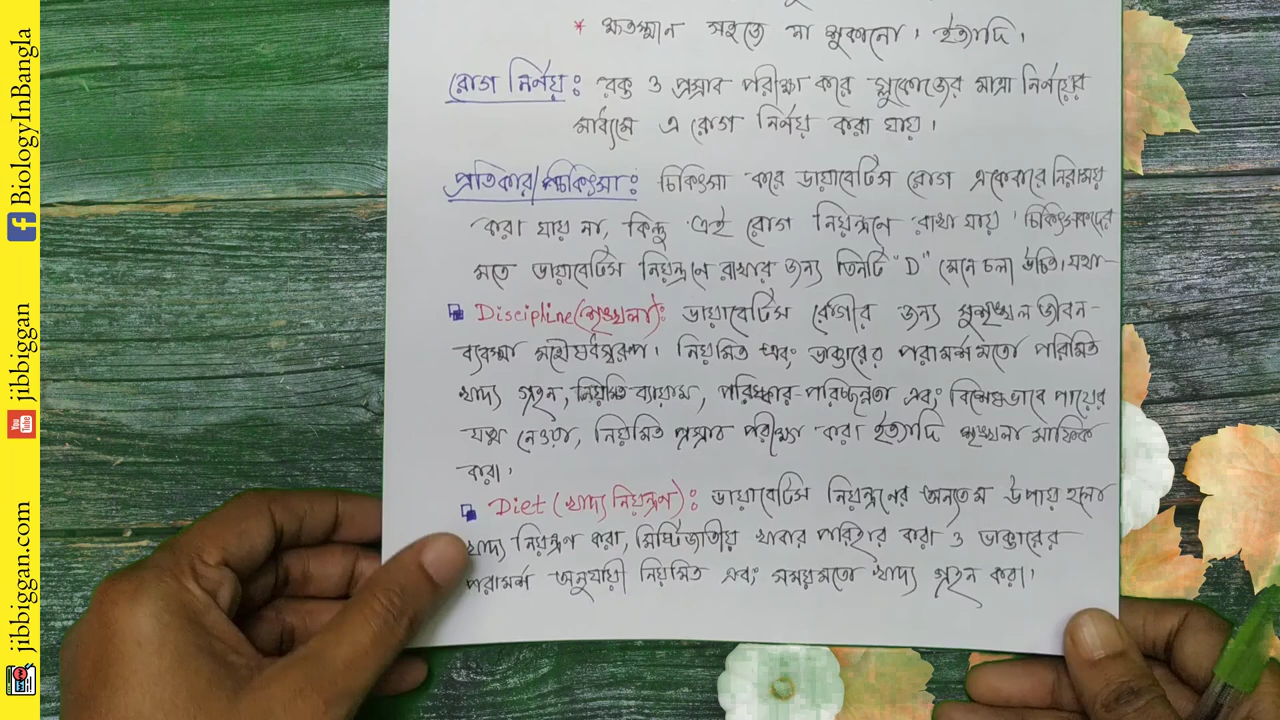 * ক্ষতস্থান সহজে না শুকানো। ইত্যাদি।
রোগ নির্ণয়ঃ রক্ত ও প্রস্রাব পরীক্ষা করে গ্লুকোজের মাত্রা নির্ণয়ের
মাধ্যমে এ রোগ নির্ণয় করা যায়।
প্রতিকার/চিকিৎসাঃ চিকিৎসা করে ডায়াবেটিস রোগ একেবারে নিরাময়
করা যায় না, কিন্তু এই রোগ নিয়ন্ত্রণে রাখা যায়। চিকিৎসকদের
মতে ডায়াবেটিস নিয়ন্ত্রণে রাখার জন্য তিনটি "D" মেনে চলা উচিত। যথা-
Discipline (শৃঙ্খলা)ঃ ডায়াবেটিস রোগীর জন্য সুশৃঙ্খল জীবন-
ব্যবস্থা মহৌষধস্বরূপ। নিয়মিত এবং ডাক্তারের পরামর্শমতো পরিমিত
খাদ্য গ্রহন, নিয়মিত ব্যায়াম, পরিষ্কার-পরিচ্ছন্নতা এবং বিশেষভাবে পায়ের
যত্ন নেওয়া, নিয়মিত প্রস্রাব পরীক্ষা করা ইত্যাদি শৃঙ্খলা মাফিক
করা।
Diet (খাদ্য নিয়ন্ত্রণ)ঃ ডায়াবেটিস নিয়ন্ত্রণের অন্যতম উপায় হলো
খাদ্য নিয়ন্ত্রণ করা, মিষ্টিজাতীয় খাবার পরিহার করা ও ডাক্তারের
পরামর্শ অনুযায়ী নিয়মিত এবং সময়মতো খাদ্য গ্রহন করা।
BiologyInBangla
jibbiggan
jibbiggan.com